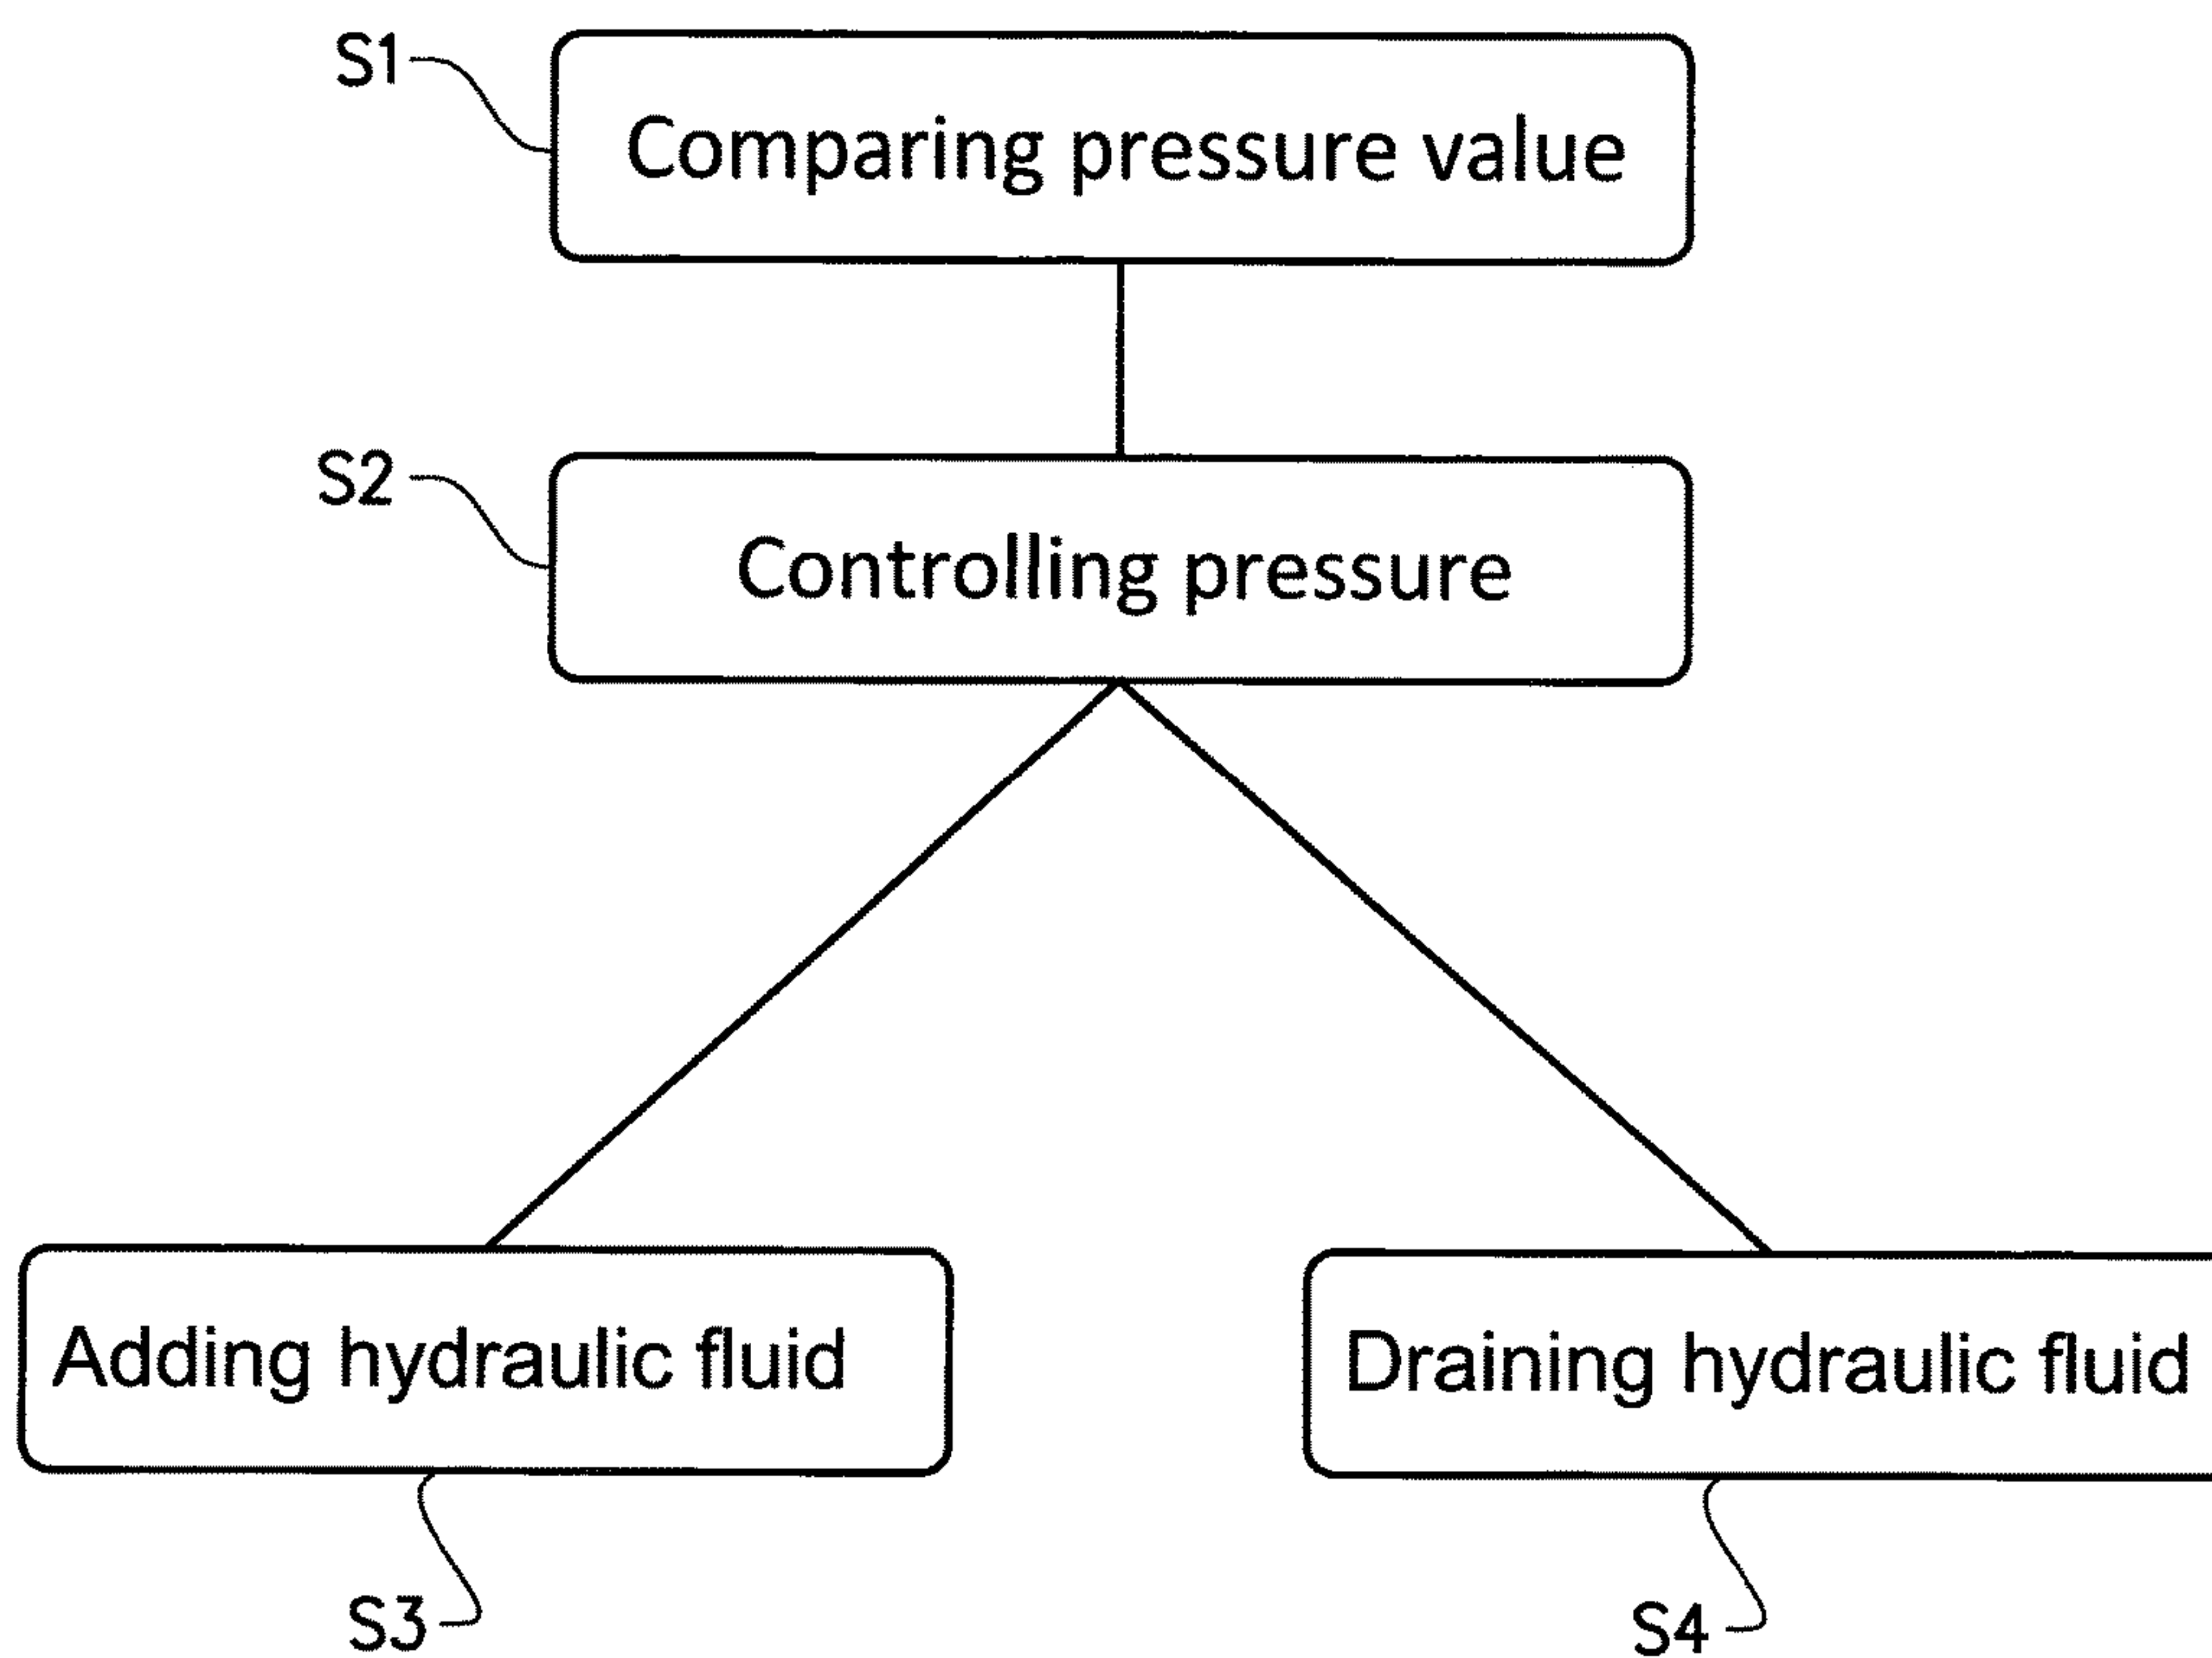 S1
Comparing pressure value
S2
Controlling pressure
Adding hydraulic fluid
Draining hydraulic fluid
S3
S4